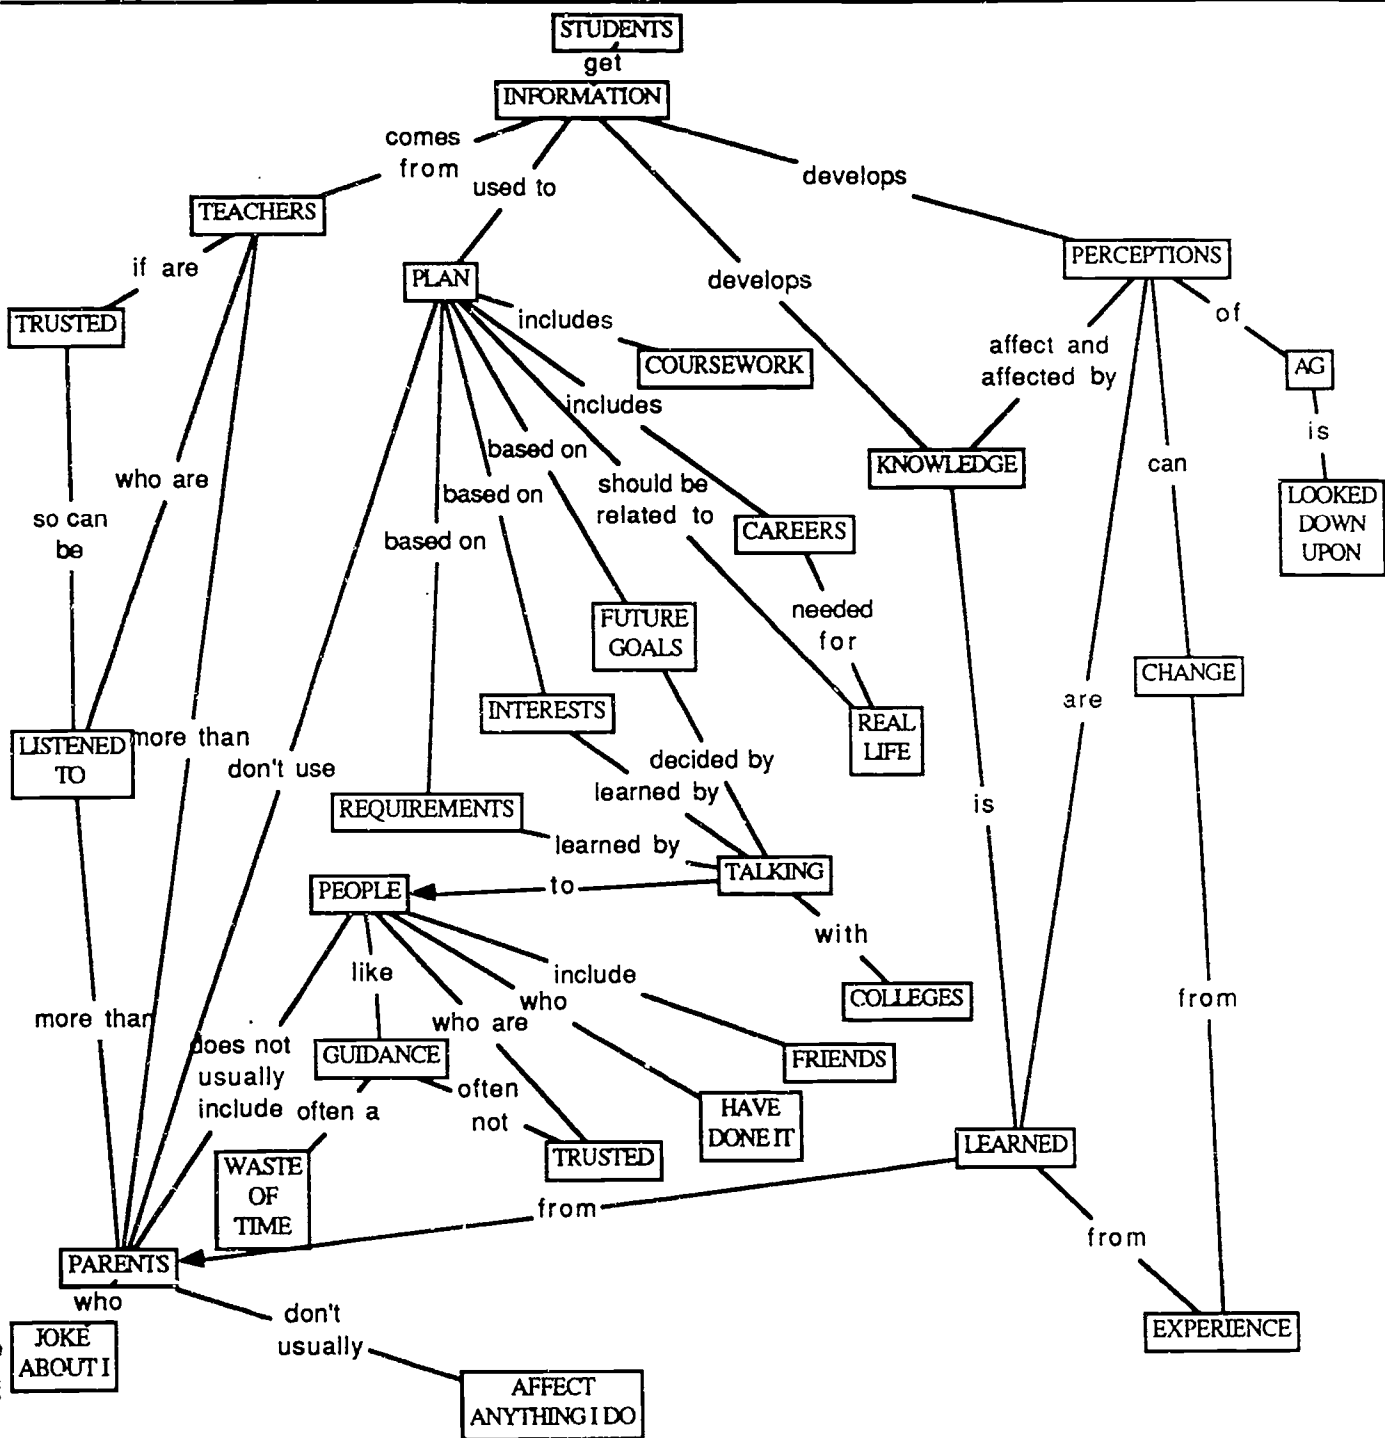 STUDENTS
get
INFORMATION
comes
from
used to
develops
TEACHERS
PERCEPTIONS
if are
PLAN
develops
of
TRUSTED
includes
COURSEWORK
affect and
affected by
AG
includes
is
based on
who are
KNOWLEDGE
can
should be
related to
LOOKED
DOWN
UPON
based on
so can
be
CAREERS
based on
needed
for
FUTURE
GOALS
CHANGE
INTERESTS
are
REAL
LIFE
LISTENED
TO
more than
don't use
decided by
learned by
REQUIREMENTS
is
learned by
TALKING
PEOPLE
to
with
like
include
COLLEGES
who
from
more than
who are
does not
usually
include
GUIDANCE
FRIENDS
often
not
often a
HAVE
DONE IT
TRUSTED
LEARNED
WASTE
OF
TIME
from
from
PARENTS
who
don't
usually
EXPERIENCE
JOKE
ABOUT I
AFFECT
ANYTHING I DO